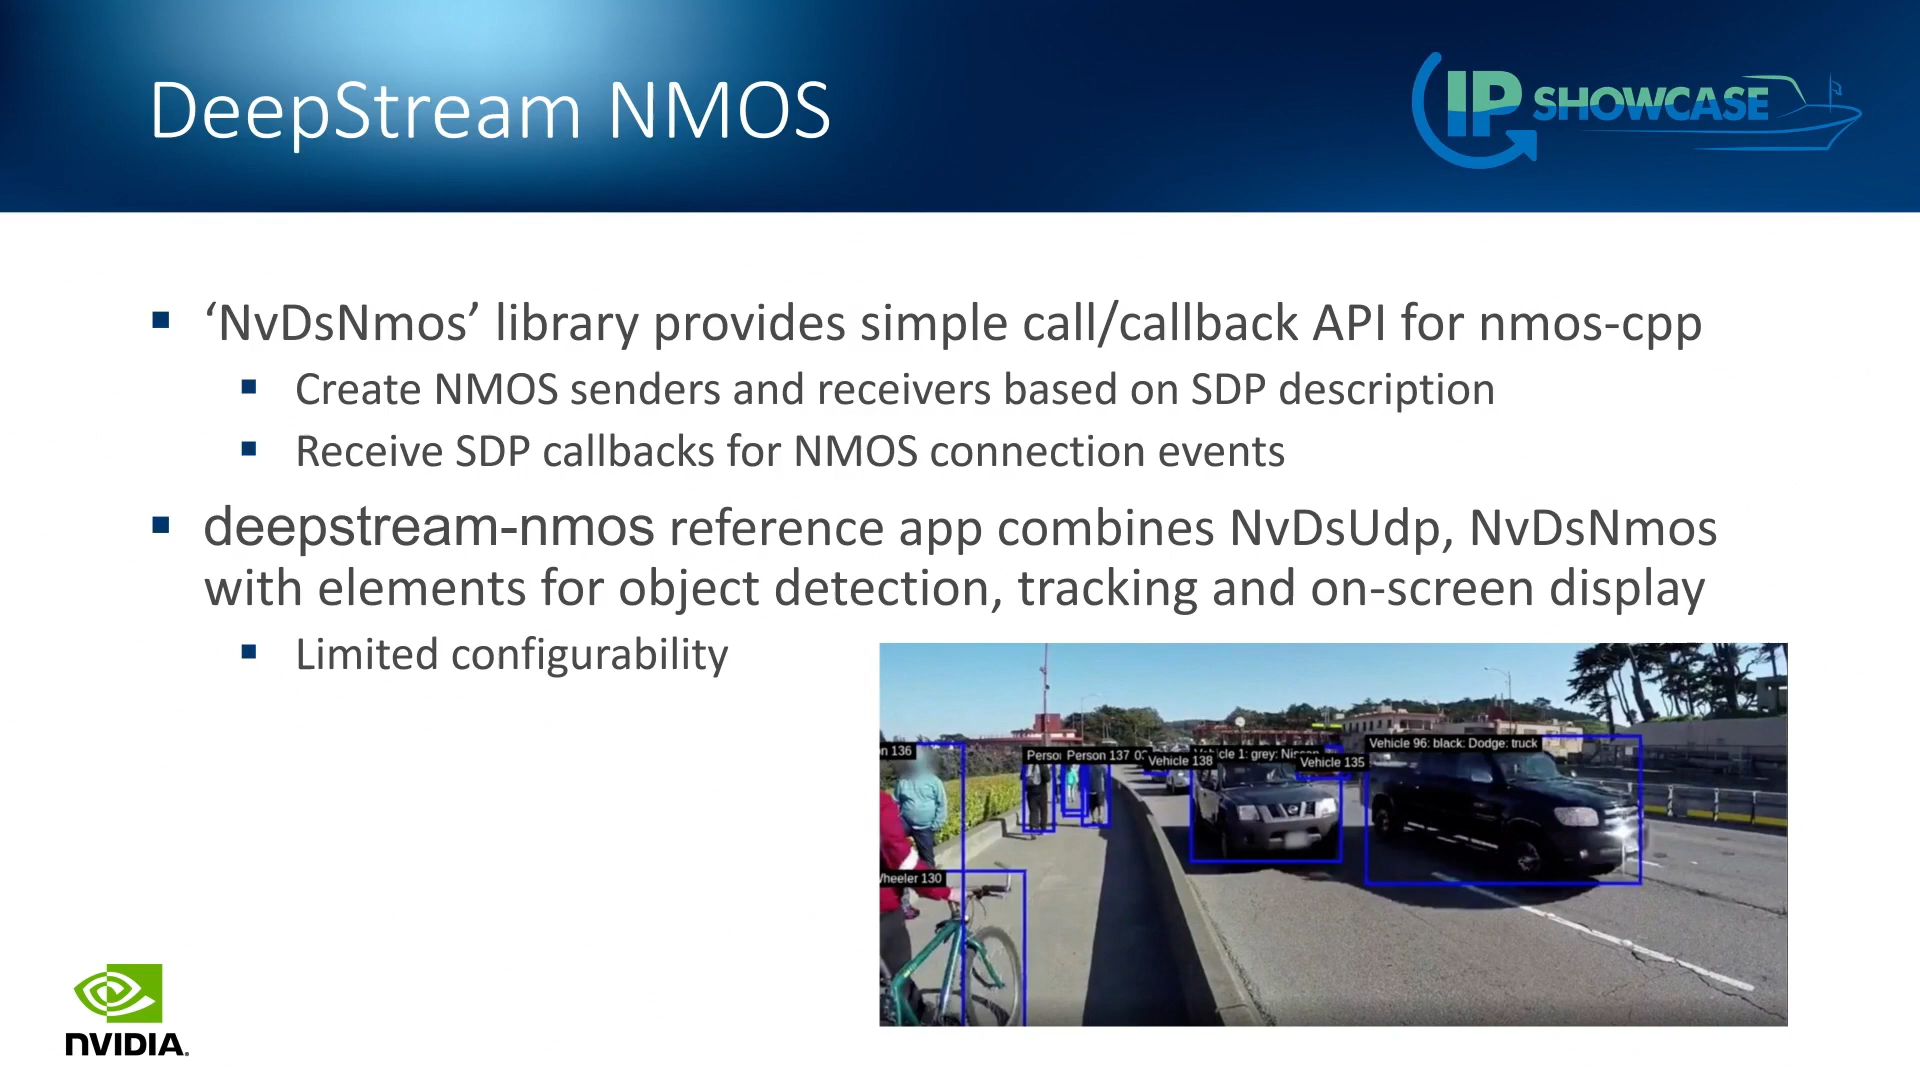 DeepStream NMOS
IP SHOWCASE
‘NvDsNmos’ library provides simple call/callback API for nmos-cpp
Create NMOS senders and receivers based on SDP description
Receive SDP callbacks for NMOS connection events
deepstream-nmos reference app combines NvDsUdp, NvDsNmos
with elements for object detection, tracking and on-screen display
Limited configurability
n 136
Perso
Person 137
Vehicle 138
Vehicle 135
Vehicle 96: black: Dodge: truck
130
NVIDIA.